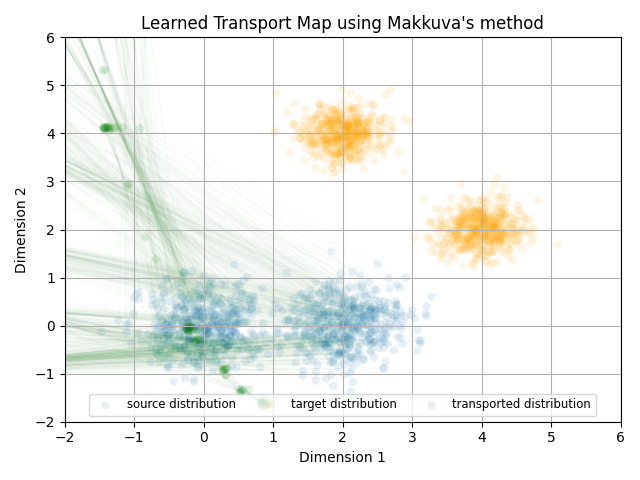 Learned Transport Map using Makkuva's method
6
5
4
3
2
1
0
−1
−2
Dimension 2
source distribution target distribution transported distribution
−2 −1 0 1 2 3 4 5 6
Dimension 1